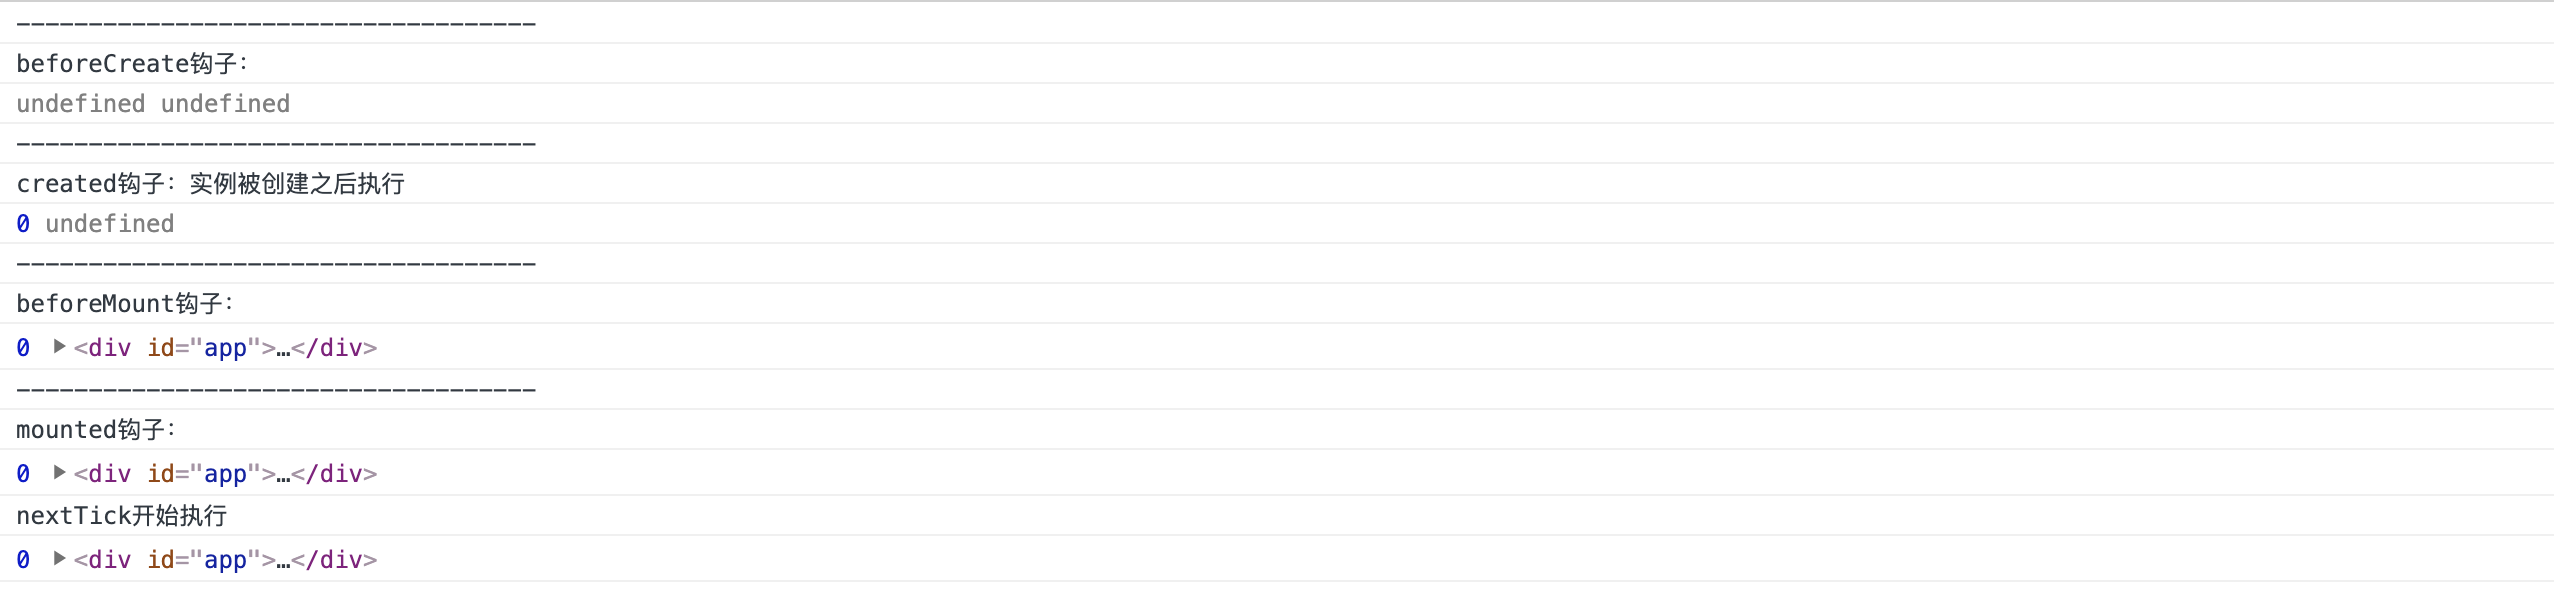 ------------------------------------
beforeCreate钩子：
undefined undefined
------------------------------------
created钩子：实例被创建之后执行
0 undefined
------------------------------------
beforeMount钩子：
0 ▶<div id="app">…</div>
------------------------------------
mounted钩子：
0 ▶<div id="app">…</div>
nextTick开始执行
0 ▶<div id="app">…</div>